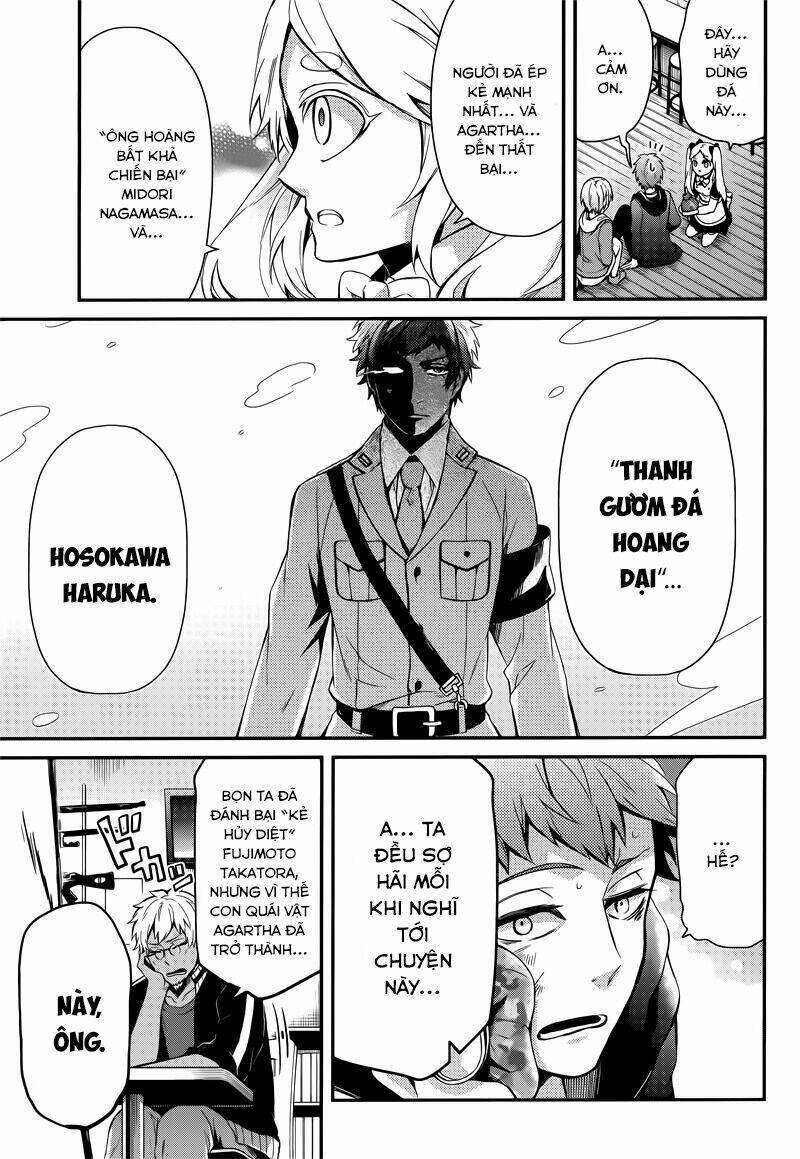 ĐÂY...
HÃY
DÙNG
ĐÁ
NÀY...
A...
CẢM
ƠN.
NGƯỜI ĐÃ ÉP
KẺ MẠNH
NHẤT... VÀ
AGARTHA...
ĐẾN THẤT
BẠI...
"ÔNG HOÀNG
BẤT KHẢ
CHIẾN BẠI"
MIDORI
NAGAMASA...
VÀ...
"THANH
GƯƠM ĐÁ
HOANG
DẠI"...
HOSOKAWA
HARUKA.
...
HẾ?
A... TA
ĐỀU SỢ
HÃI MỖI
KHI NGHĨ
TỚI
CHUYỆN
NÀY...
BỌN TA ĐÃ
ĐÁNH BẠI "KẺ
HỦY DIỆT"
FUJIMOTO
TAKATORA,
NHƯNG VÌ THẾ
CON QUÁI VẬT
AGARTHA ĐÃ
TRỞ THÀNH...
ドカッ
NÀY,
ÔNG.